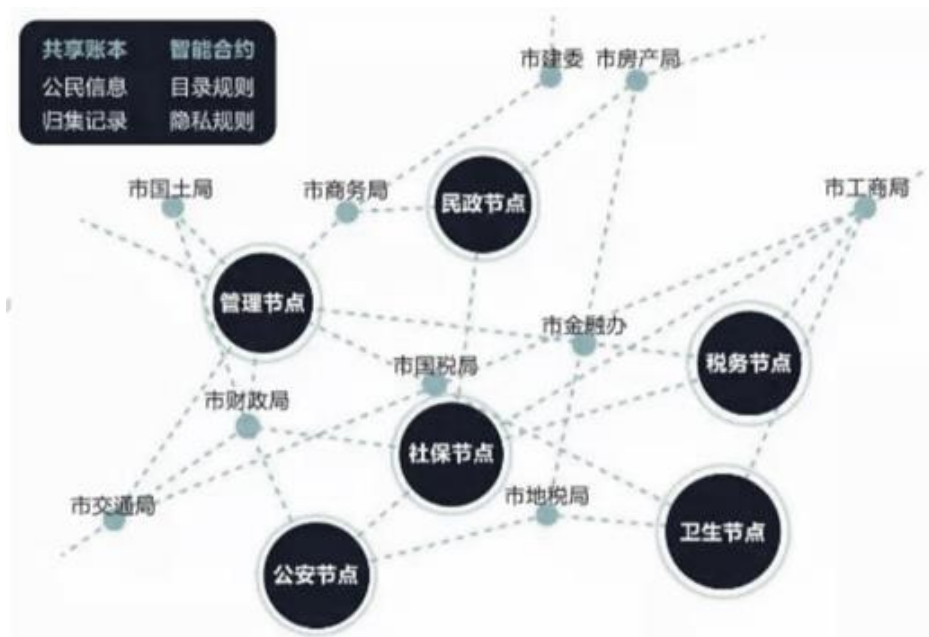 共享账本 智能合约
公民信息 目录规则
归集记录 隐私规则
市建委 市房产局
市国土局
市商务局
民政节点
市工商局
管理节点
市金融办
市国税局
税务节点
市财政局
社保节点
市地税局
市交通局
卫生节点
公安节点